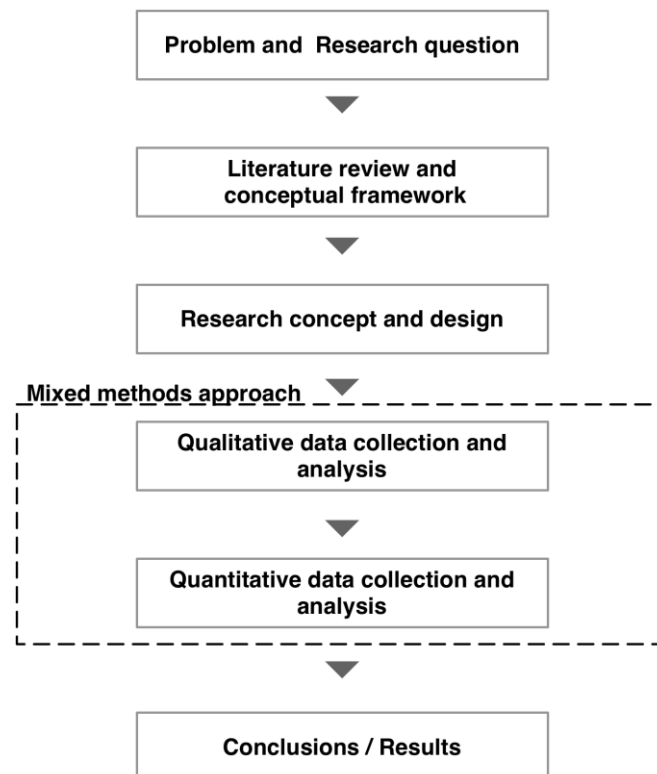 Problem and Research question
Literature review and
conceptual framework
Research concept and design
Mixed methods approach
Qualitative data collection and
analysis
Quantitative data collection and
analysis
Conclusions / Results